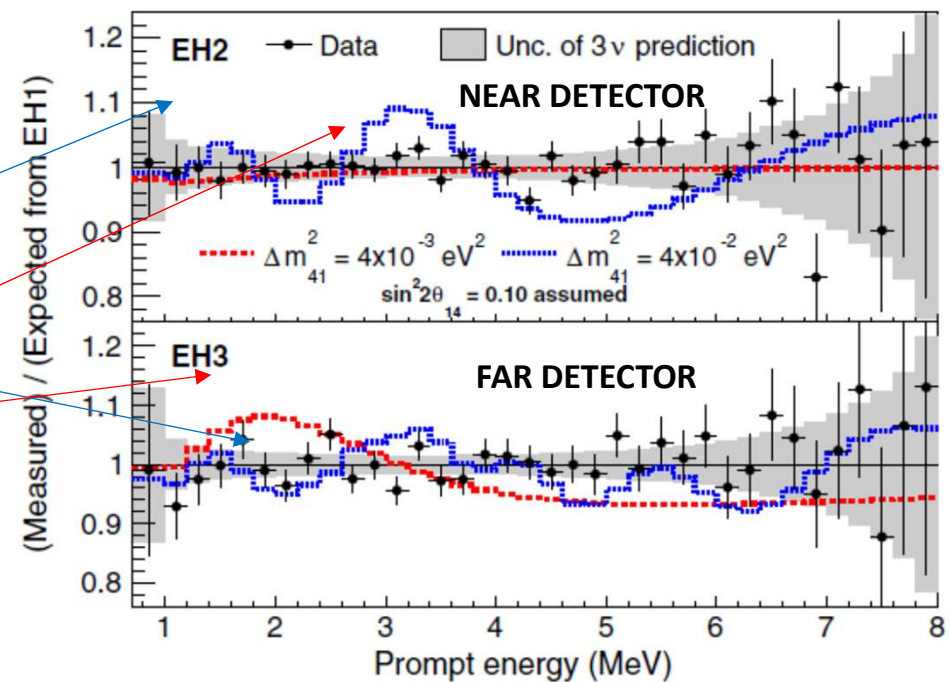 (Measured) / (Expected from EH1)
1.2
1.1
1
0.9
0.8
EH2
Data
Unc. of 3ν prediction
NEAR DETECTOR
Δm²₄₁ = 4x10⁻³ eV² Δm²₄₁ = 4x10⁻² eV²
sin²2θ₁₄ = 0.10 assumed
1.2
1.1
1
0.9
0.8
EH3
FAR DETECTOR
1 2 3 4 5 6 7 8
Prompt energy (MeV)